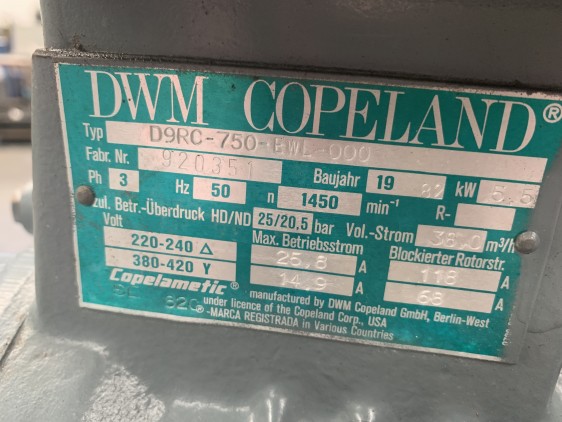 DWM COPELAND®
Typ D9RC-750-EWL-000
Fabr. Nr. 920351
Ph 3 Hz 50 n 1450 min⁻¹ Baujahr 19 82 kW 5,5
zul. Betr.-Überdruck HD/ND 25/20,5 bar Vol.-Strom 38,0 m³/h R-
Volt Max. Betriebsstrom Blockierter Rotorstr.
220-240 Δ 25,8 A 118 A
380-420 Y 14,9 A 68 A
Copelametic® manufactured by DWM Copeland GmbH, Berlin-West
820 under licence of the Copeland Corp., USA
®-MARCA REGISTRADA in Various Countries